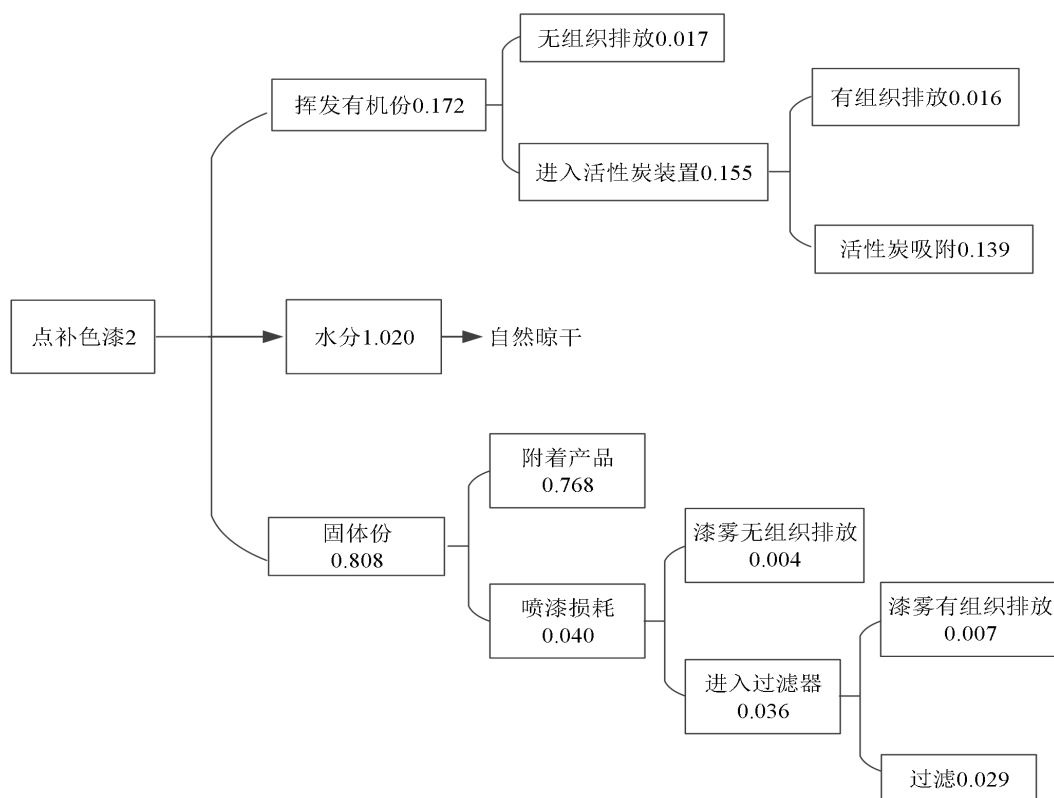 无组织排放0.017
挥发有机份0.172
有组织排放0.016
进入活性炭装置0.155
活性炭吸附0.139
点补色漆2
水分1.020
自然晾干
附着产品
0.768
固体份
0.808
漆雾无组织排放
0.004
喷漆损耗
0.040
漆雾有组织排放
0.007
进入过滤器
0.036
过滤0.029